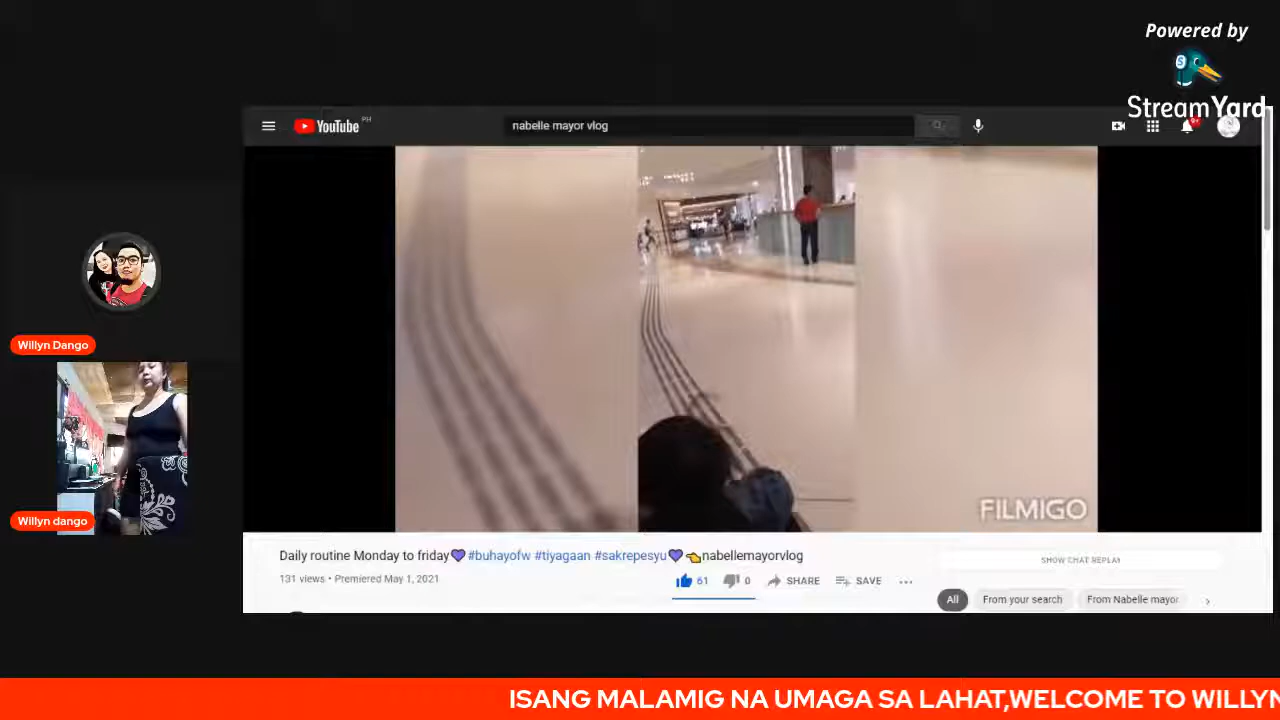 Powered by
StreamYard
YouTube PH
nabelle mayor vlog
9+
FILMIGO
Daily routine Monday to friday💜#buhayofw #tiyagaan #sakrepesyu💜👈nabellemayorvlog
131 views • Premiered May 1, 2021
61
0
SHARE
SAVE
SHOW CHAT REPLAY
All
From your search
From Nabelle mayor
Willyn Dango
Willyn dango
ISANG MALAMIG NA UMAGA SA LAHAT,WELCOME TO WILLYN